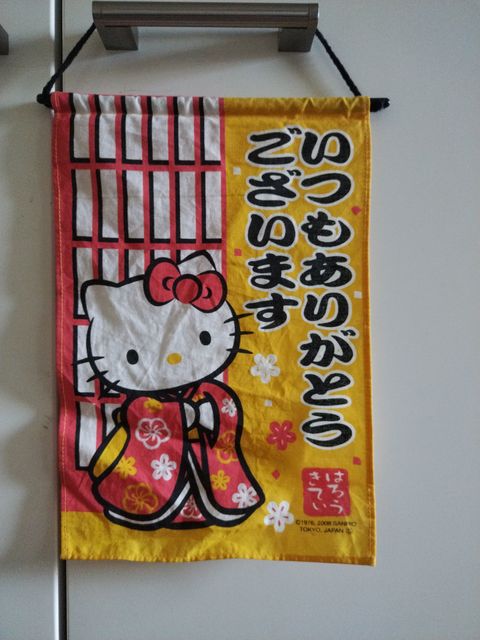 いつもありがとう
ございます
はろう
きてぃ
©1976, 2008 SANRIO
TOKYO, JAPAN